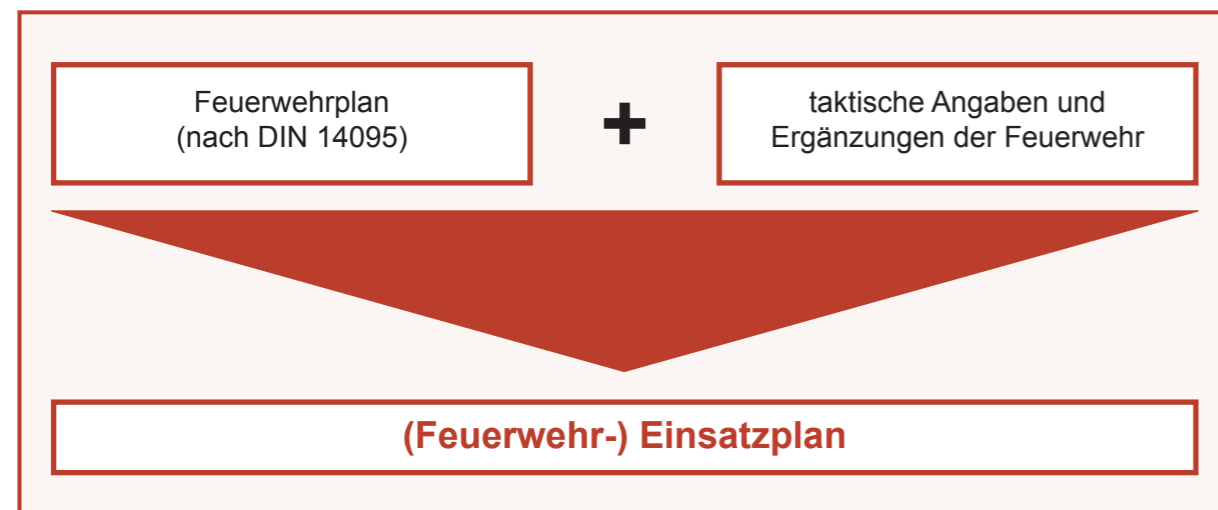 Feuerwehrplan
(nach DIN 14095)
+
taktische Angaben und
Ergänzungen der Feuerwehr
(Feuerwehr-) Einsatzplan